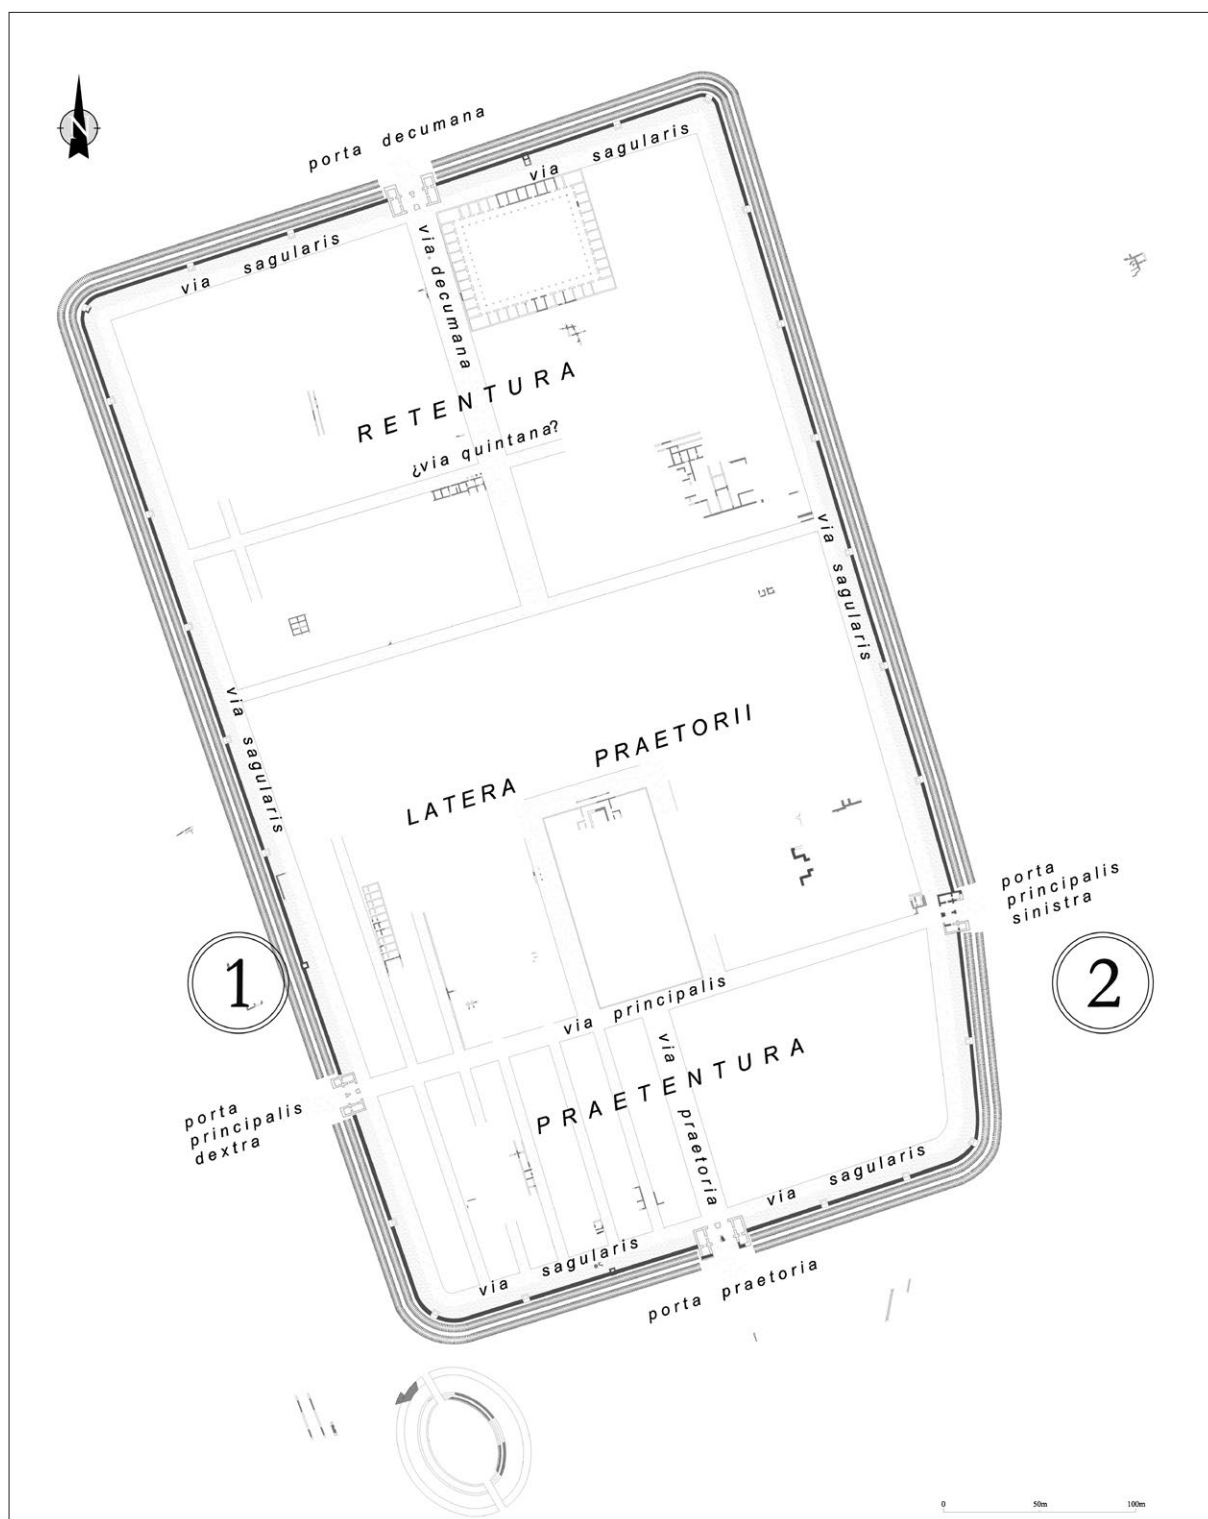 N
porta decumana
via sagularis
via sagularis
via decumana
RETENTURA
¿via quintana?
via sagularis
via sagularis
PRAETORII
LATERA
porta
principalis
sinistra
1
2
via principalis
via praetoria
PRAETENTURA
porta
principalis
dextra
via sagularis
via sagularis
porta praetoria
0 50m 100m